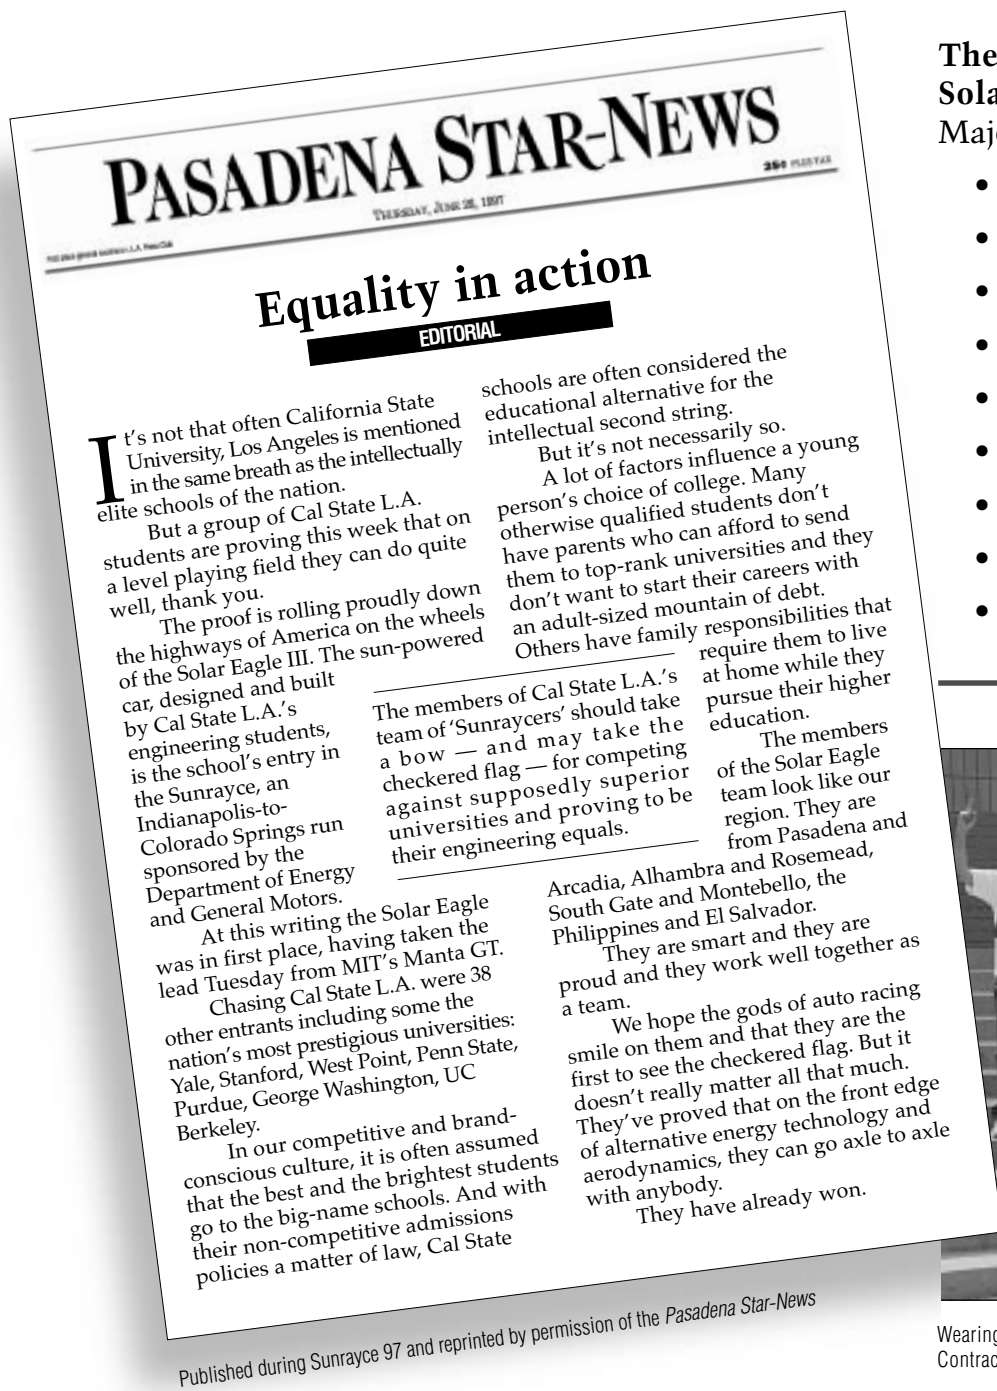 PASADENA STAR-NEWS
THURSDAY, JUNE 26, 1997
25¢ PLUS TAX
Equality in action
EDITORIAL
It's not that often California State
University, Los Angeles is mentioned
in the same breath as the intellectually
elite schools of the nation.
But a group of Cal State L.A.
students are proving this week that on
a level playing field they can do quite
well, thank you.
The proof is rolling proudly down
the highways of America on the wheels
of the Solar Eagle III. The sun-powered
car, designed and built
by Cal State L.A.'s
engineering students,
is the school's entry in
the Sunrayce, an
Indianapolis-to-
Colorado Springs run
sponsored by the
Department of Energy
and General Motors.
At this writing the Solar Eagle
was in first place, having taken the
lead Tuesday from MIT's Manta GT.
Chasing Cal State L.A. were 38
other entrants including some the
nation's most prestigious universities:
Yale, Stanford, West Point, Penn State,
Purdue, George Washington, UC
Berkeley.
In our competitive and brand-
conscious culture, it is often assumed
that the best and the brightest students
go to the big-name schools. And with
their non-competitive admissions
policies a matter of law, Cal State
schools are often considered the
educational alternative for the
intellectual second string.
But it's not necessarily so.
A lot of factors influence a young
person's choice of college. Many
otherwise qualified students don't
have parents who can afford to send
them to top-rank universities and they
don't want to start their careers with
an adult-sized mountain of debt.
Others have family responsibilities that
require them to live
at home while they
pursue their higher
education.
The members
of the Solar Eagle
team look like our
region. They are
from Pasadena and
Arcadia, Alhambra and Rosemead,
South Gate and Montebello, the
Philippines and El Salvador.
They are smart and they are
proud and they work well together as
a team.
We hope the gods of auto racing
smile on them and that they are the
first to see the checkered flag. But it
doesn't really matter all that much.
They've proved that on the front edge
of alternative energy technology and
aerodynamics, they can go axle to axle
with anybody.
They have already won.
The members of Cal State L.A.'s
team of 'Sunraycers' should take
a bow — and may take the
checkered flag — for competing
against supposedly superior
universities and proving to be
their engineering equals.
Published during Sunrayce 97 and reprinted by permission of the Pasadena Star-News
The
Sola
Majo
Wearing
Contrac